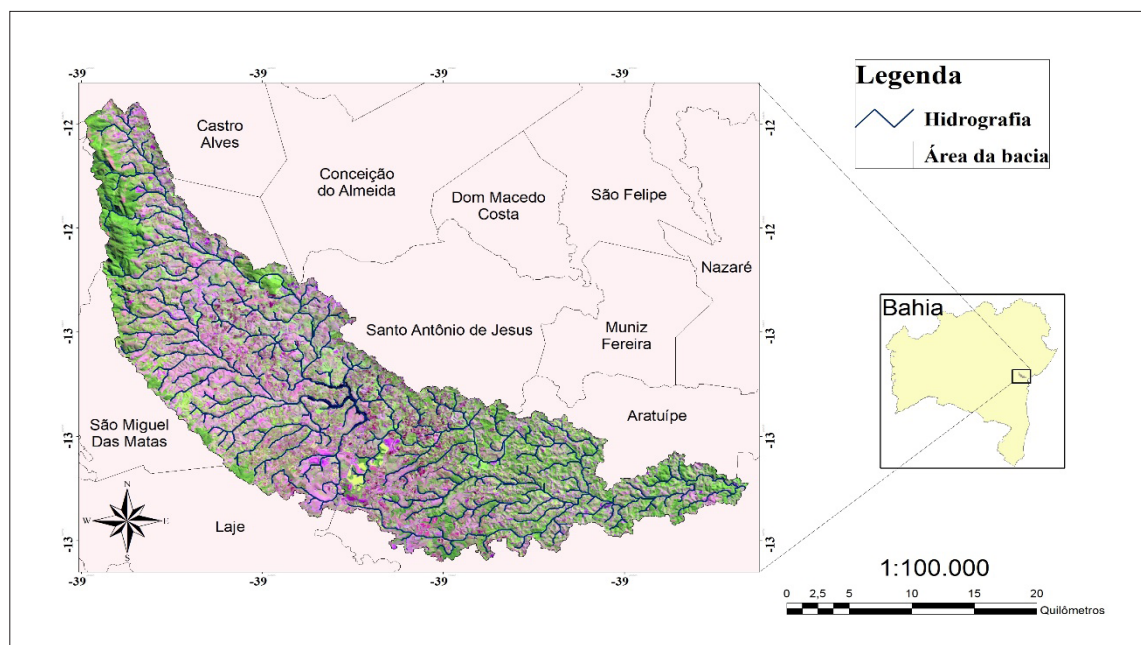 -39
-39
-39
-39
-12
-12
-13
-13
-13
-12
-12
-13
-13
-13
-39
-39
-39
-39
Castro
Alves
Conceição
do Almeida
Dom Macedo
Costa
São Felipe
Nazaré
Santo Antônio de Jesus
Muniz
Fereira
Aratuípe
São Miguel
Das Matas
Laje
N
W
E
S
Legenda
Hidrografia
Área da bacia
Bahia
1:100.000
0
2,5
5
10
15
20
Quilômetros